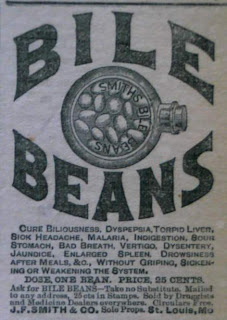 BILE
SMITHS BILE
BEANS
BEANS
CURE BILIOUSNESS, DYSPEPSIA, TORPID LIVER,
SICK HEADACHE, MALARIA, INDIGESTION, SOUR
STOMACH, BAD BREATH, VERTIGO, DYSENTERY,
JAUNDICE, ENLARGED SPLEEN, DROWSINESS
AFTER MEALS, &C., WITHOUT GRIPING, SICKEN-
ING OR WEAKENING THE SYSTEM.
DOSE, ONE BEAN. PRICE, 25 CENTS.
Ask for BILE BEANS—Take no Substitute. Mailed
to any address, 25cts in Stamps. Sold by Druggists
and Medicine Dealers everywhere. Circulars Free.
J.F. SMITH & CO. Sole Props. St. Louis, Mo